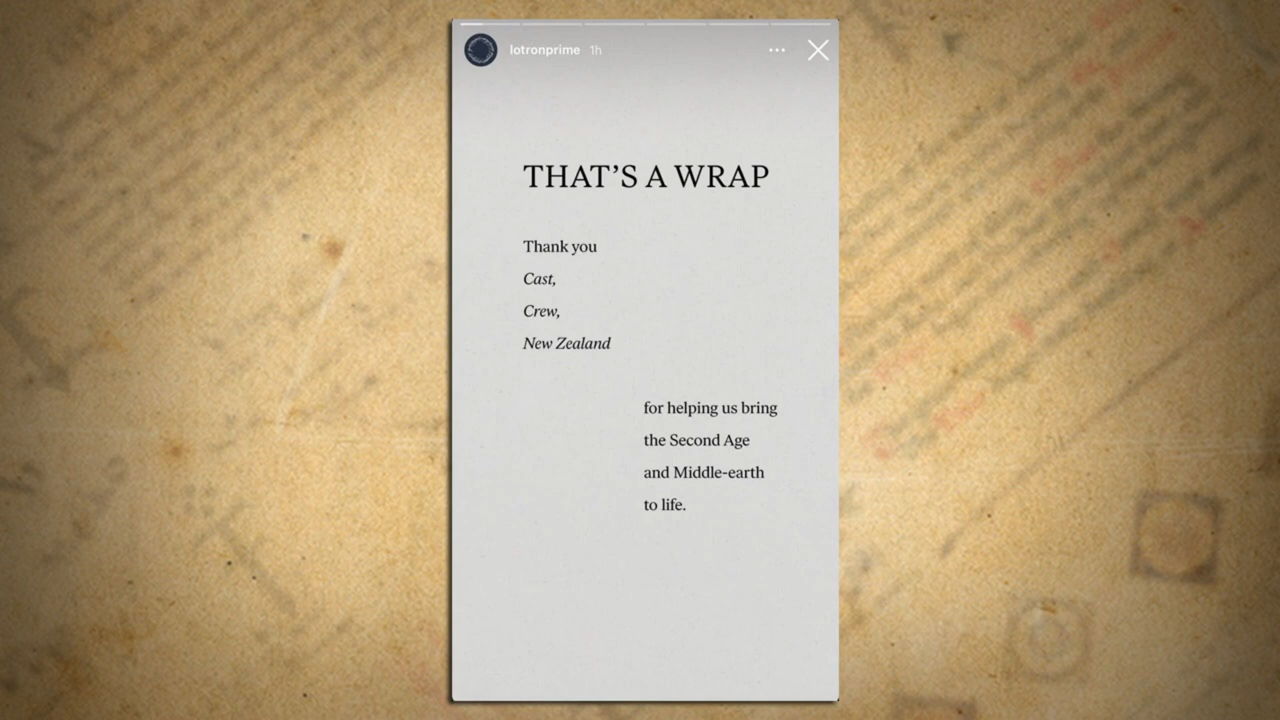 lotronprime 1h
THAT’S A WRAP
Thank you
Cast,
Crew,
New Zealand
for helping us bring
the Second Age
and Middle-earth
to life.